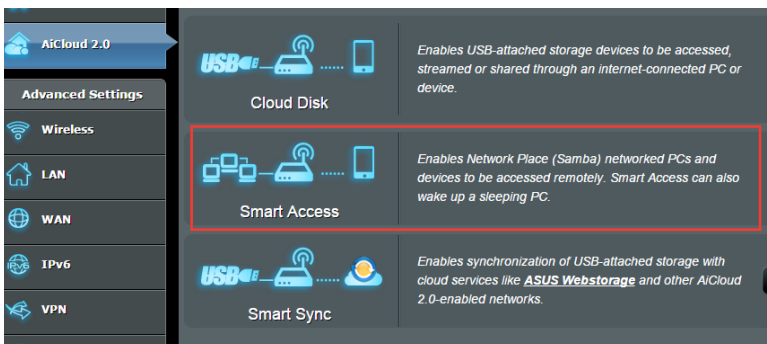 AiCloud 2.0
Advanced Settings
Wireless
LAN
WAN
IPv6
IPv6
VPN
USB
Cloud Disk
Enables USB-attached storage devices to be accessed,
streamed or shared through an internet-connected PC or
device.
Smart Access
Enables Network Place (Samba) networked PCs and
devices to be accessed remotely. Smart Access can also
wake up a sleeping PC.
USB
Smart Sync
Enables synchronization of USB-attached storage with
cloud services like ASUS Webstorage and other AiCloud
2.0-enabled networks.